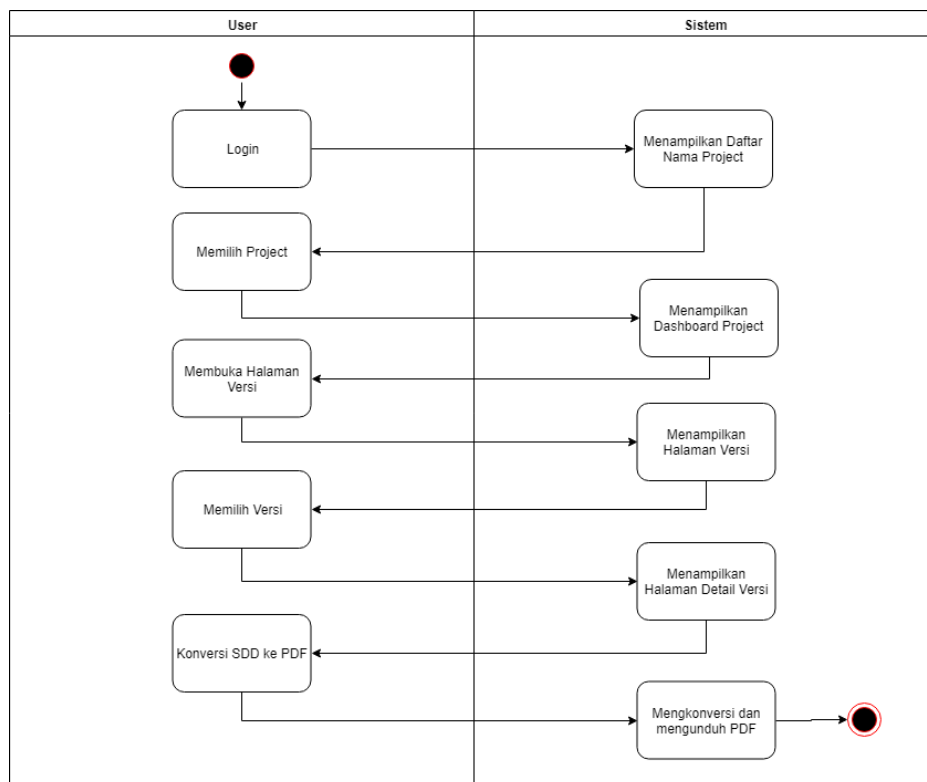 User
Sistem
Login
Menampilkan Daftar
Nama Project
Memilih Project
Menampilkan
Dashboard Project
Membuka Halaman
Versi
Menampilkan
Halaman Versi
Memilih Versi
Menampilkan
Halaman Detail Versi
Konversi SDD ke PDF
Mengkonversi dan
mengunduh PDF